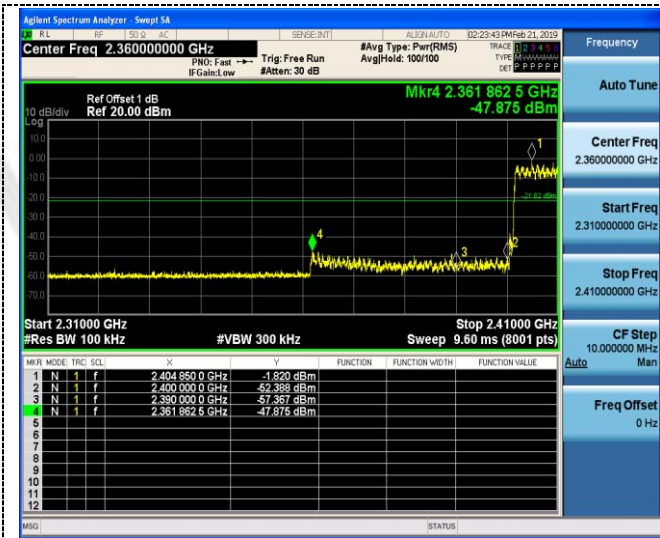 Agilent Spectrum Analyzer - Swept SA
RL RF 50 Ω AC SENSE:INT ALIGN AUTO 02:23:43 PM Feb 21, 2019
Center Freq 2.360000000 GHz
PNO: Fast
IFGain:Low
Trig: Free Run
#Atten: 30 dB
#Avg Type: Pwr(RMS)
Avg|Hold: 100/100
TRACE 1 2 3 4 5 6
TYPE
DET P P P P P P
Mkr4 2.361 862 5 GHz
-47.875 dBm
Ref Offset 1 dB
10 dB/div Ref 20.00 dBm
Log
10.0
0.00
-10.0
-20.0
-30.0
-40.0
-50.0
-60.0
-70.0
1
-21.82 dBm
4
3
2
Start 2.31000 GHz Stop 2.41000 GHz
#Res BW 100 kHz #VBW 300 kHz Sweep 9.60 ms (8001 pts)
MKR MODE TRC SCL X Y FUNCTION FUNCTION WIDTH FUNCTION VALUE
1 N 1 f 2.404 850 0 GHz -1.820 dBm
2 N 1 f 2.400 000 0 GHz -52.388 dBm
3 N 1 f 2.390 000 0 GHz -57.367 dBm
4 N 1 f 2.361 862 5 GHz -47.875 dBm
5
6
7
8
9
10
11
12
MSG STATUS
Frequency
Auto Tune
Center Freq
2.360000000 GHz
Start Freq
2.310000000 GHz
Stop Freq
2.410000000 GHz
CF Step
10.000000 MHz
Auto Man
Freq Offset
0 Hz